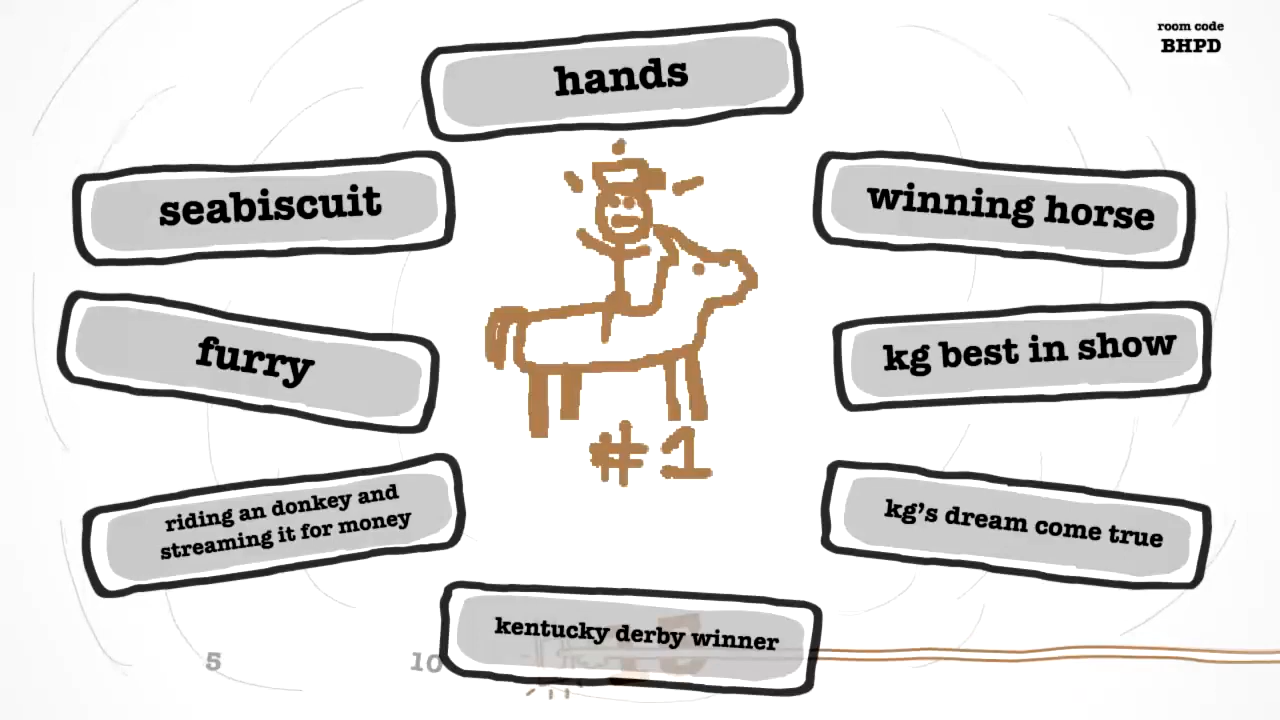 room code
BHPD
hands
seabiscuit
winning horse
furry
kg best in show
riding an donkey and
streaming it for money
kg's dream come true
#1
kentucky derby winner
5
10